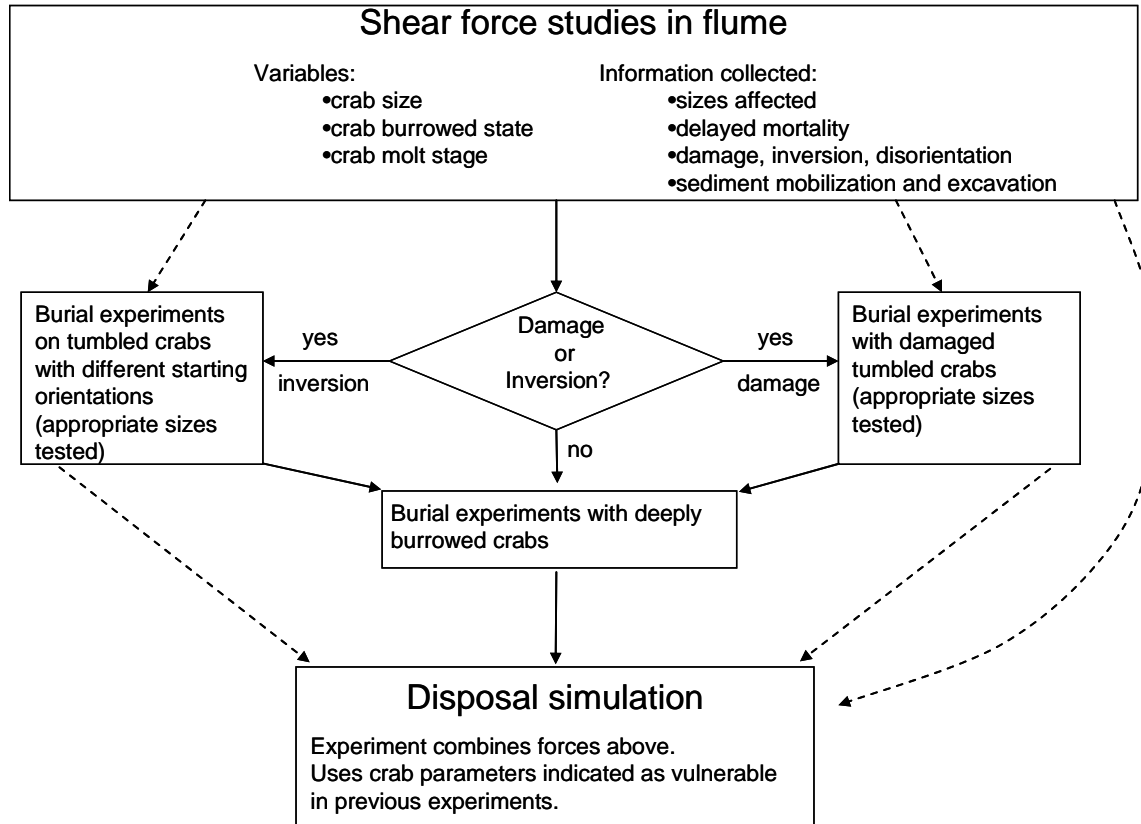 Shear force studies in flume
Variables:
•crab size
•crab burrowed state
•crab molt stage
Information collected:
•sizes affected
•delayed mortality
•damage, inversion, disorientation
•sediment mobilization and excavation
Burial experiments
on tumbled crabs
with different starting
orientations
(appropriate sizes
tested)
yes
inversion
Damage
or
Inversion?
yes
damage
Burial experiments
with damaged
tumbled crabs
(appropriate sizes
tested)
no
Burial experiments with deeply
burrowed crabs
Disposal simulation
Experiment combines forces above.
Uses crab parameters indicated as vulnerable
in previous experiments.